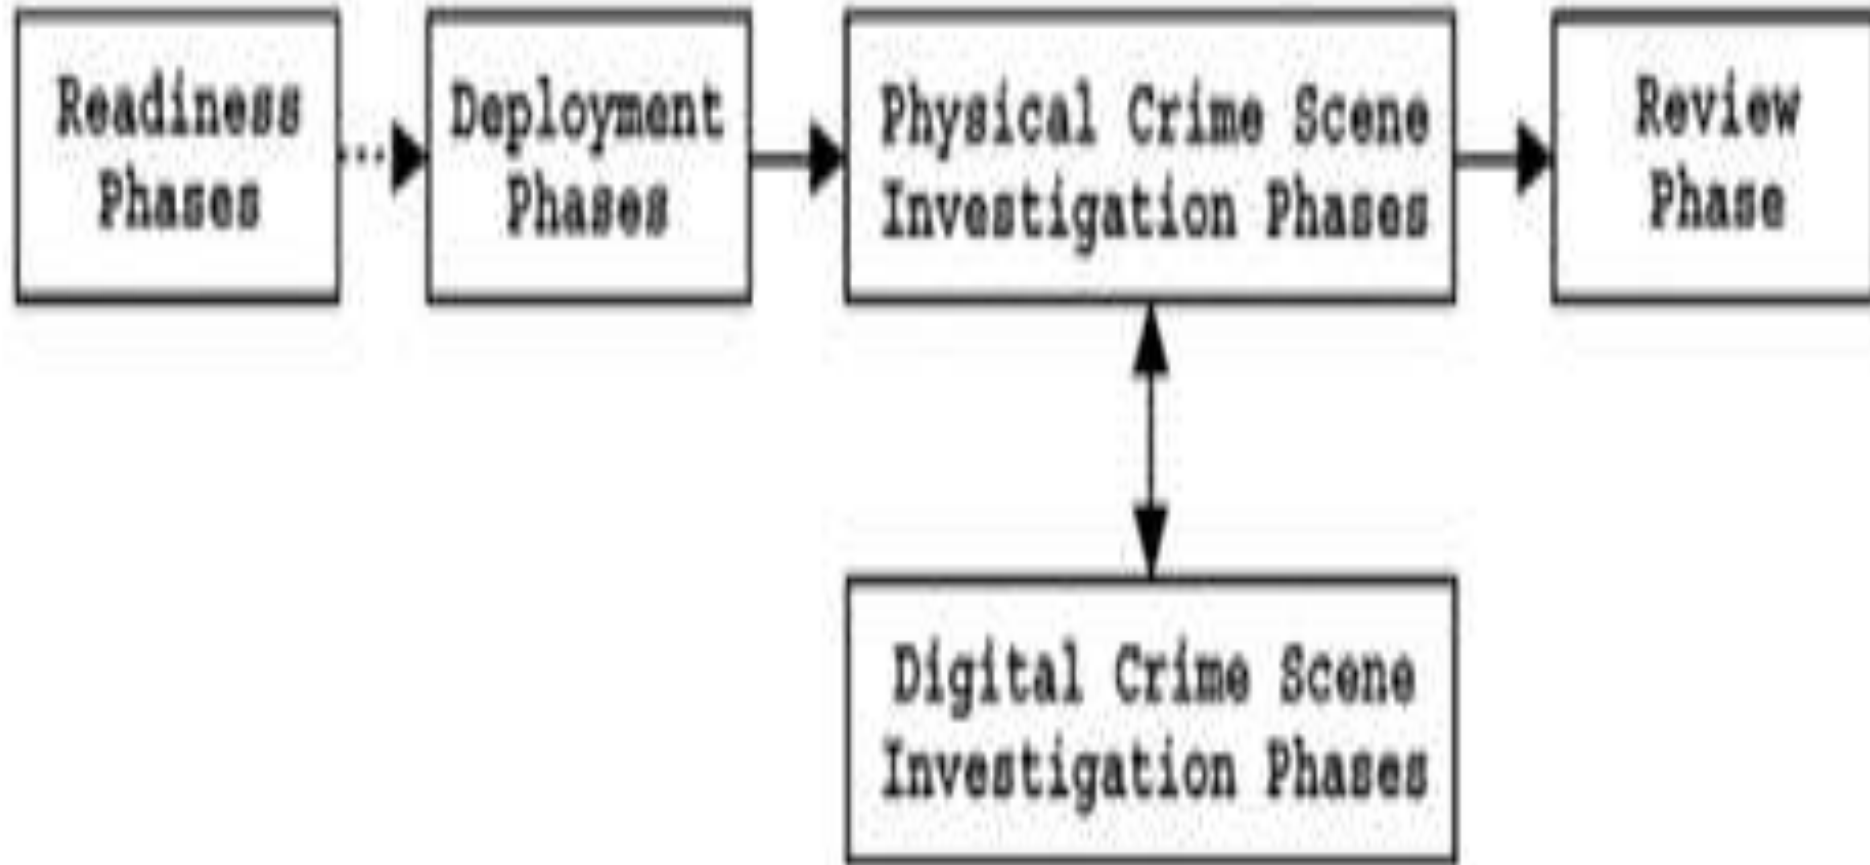 Readiness
Phases
Deployment
Phases
Physical Crime Scene
Investigation Phases
Review
Phase
Digital Crime Scene
Investigation Phases